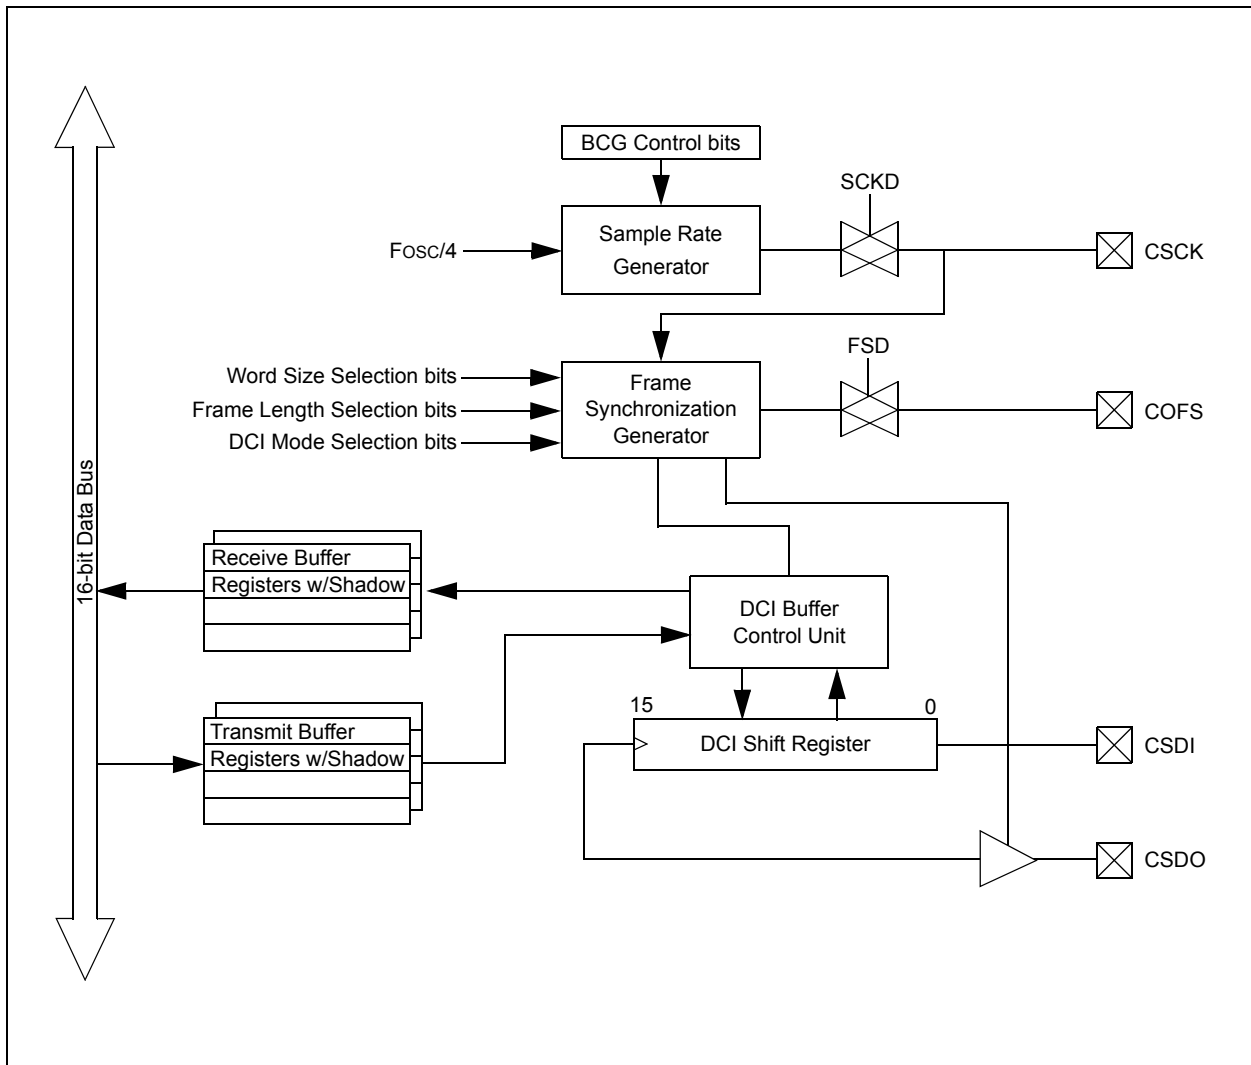 BCG Control bits
SCKD
Sample Rate
Generator
FOSC/4
CSCK
FSD
Word Size Selection bits
Frame Length Selection bits
DCI Mode Selection bits
Frame
Synchronization
Generator
COFS
16-bit Data Bus
Receive Buffer
Registers w/Shadow
DCI Buffer
Control Unit
Transmit Buffer
Registers w/Shadow
15
0
DCI Shift Register
CSDI
CSDO